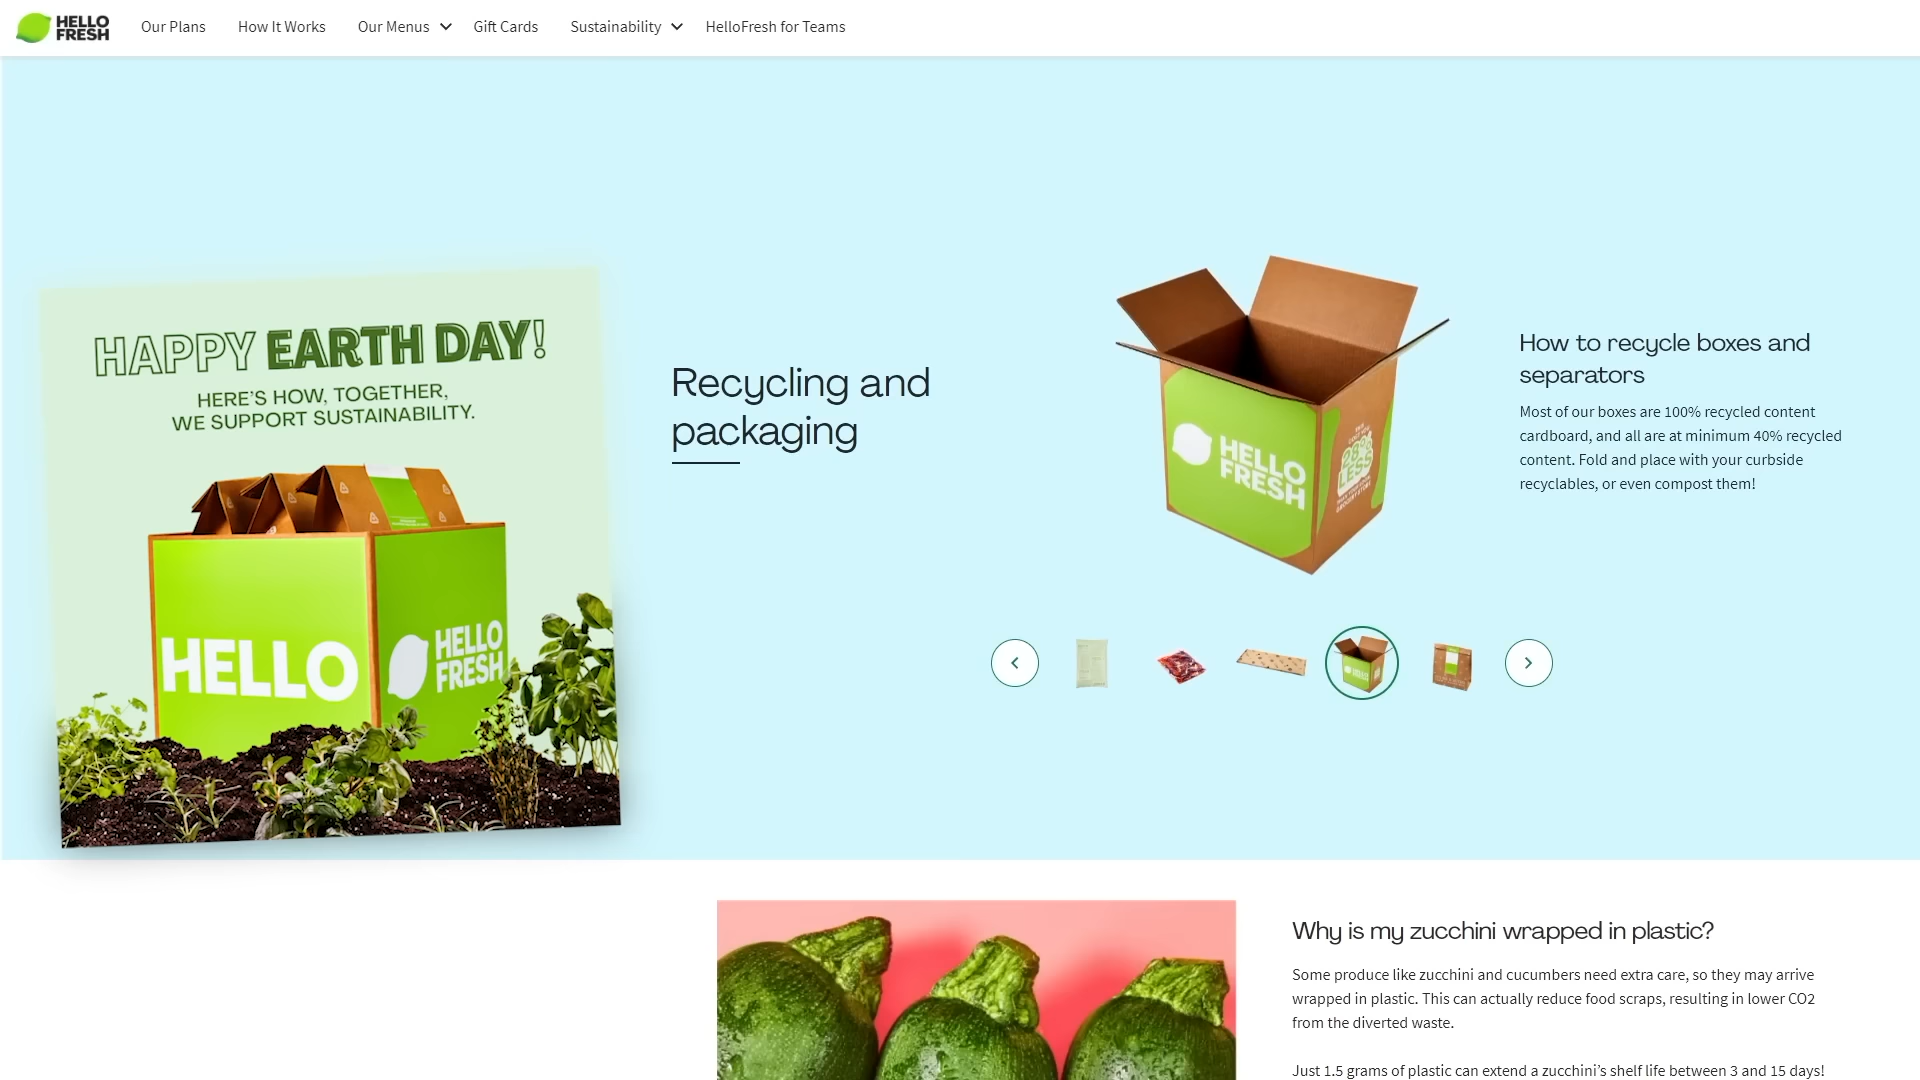 HELLO
FRESH
Our Plans
How It Works
Our Menus
Gift Cards
Sustainability
HelloFresh for Teams
HAPPY EARTH DAY!
HERE'S HOW, TOGETHER,
WE SUPPORT SUSTAINABILITY.
HELLO
HELLO
FRESH
Recycling and
packaging
HELLO
FRESH
LESS
How to recycle boxes and
separators
Most of our boxes are 100% recycled content
cardboard, and all are at minimum 40% recycled
content. Fold and place with your curbside
recyclables, or even compost them!
Why is my zucchini wrapped in plastic?
Some produce like zucchini and cucumbers need extra care, so they may arrive
wrapped in plastic. This can actually reduce food scraps, resulting in lower CO2
from the diverted waste.
Just 1.5 grams of plastic can extend a zucchini’s shelf life between 3 and 15 days!